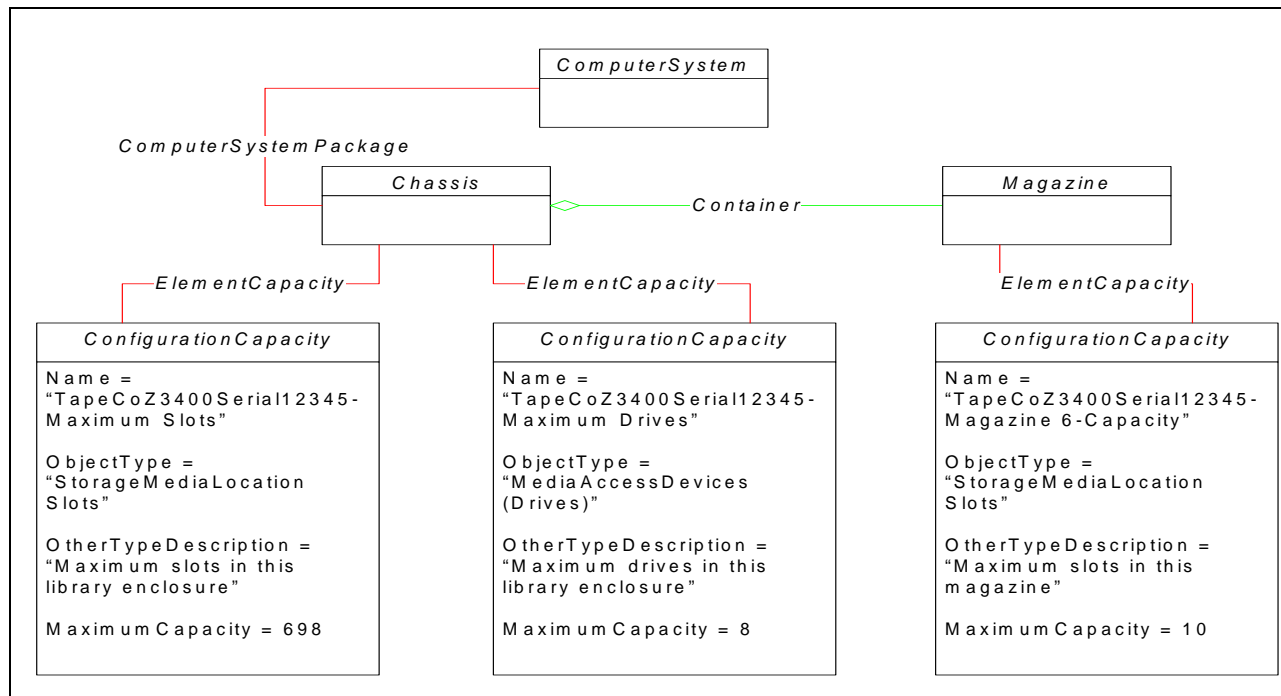 ComputerSystem
ComputerSystemPackage
Chassis
Magazine
Container
ElementCapacity
ElementCapacity
ElementCapacity
ConfigurationCapacity
Name =
“TapeCoZ3400Serial12345-
Maximum Slots”
ObjectType =
“StorageMediaLocation
Slots”
OtherTypeDescription =
“Maximum slots in this
library enclosure”
MaximumCapacity = 698
ConfigurationCapacity
Name =
“TapeCoZ3400Serial12345-
Maximum Drives”
ObjectType =
“MediaAccessDevices
(Drives)”
OtherTypeDescription =
“Maximum drives in this
library enclosure”
MaximumCapacity = 8
ConfigurationCapacity
Name =
“TapeCoZ3400Serial12345-
Magazine 6-Capacity”
ObjectType =
“StorageMediaLocation
Slots”
OtherTypeDescription =
“Maximum slots in this
magazine”
MaximumCapacity = 10